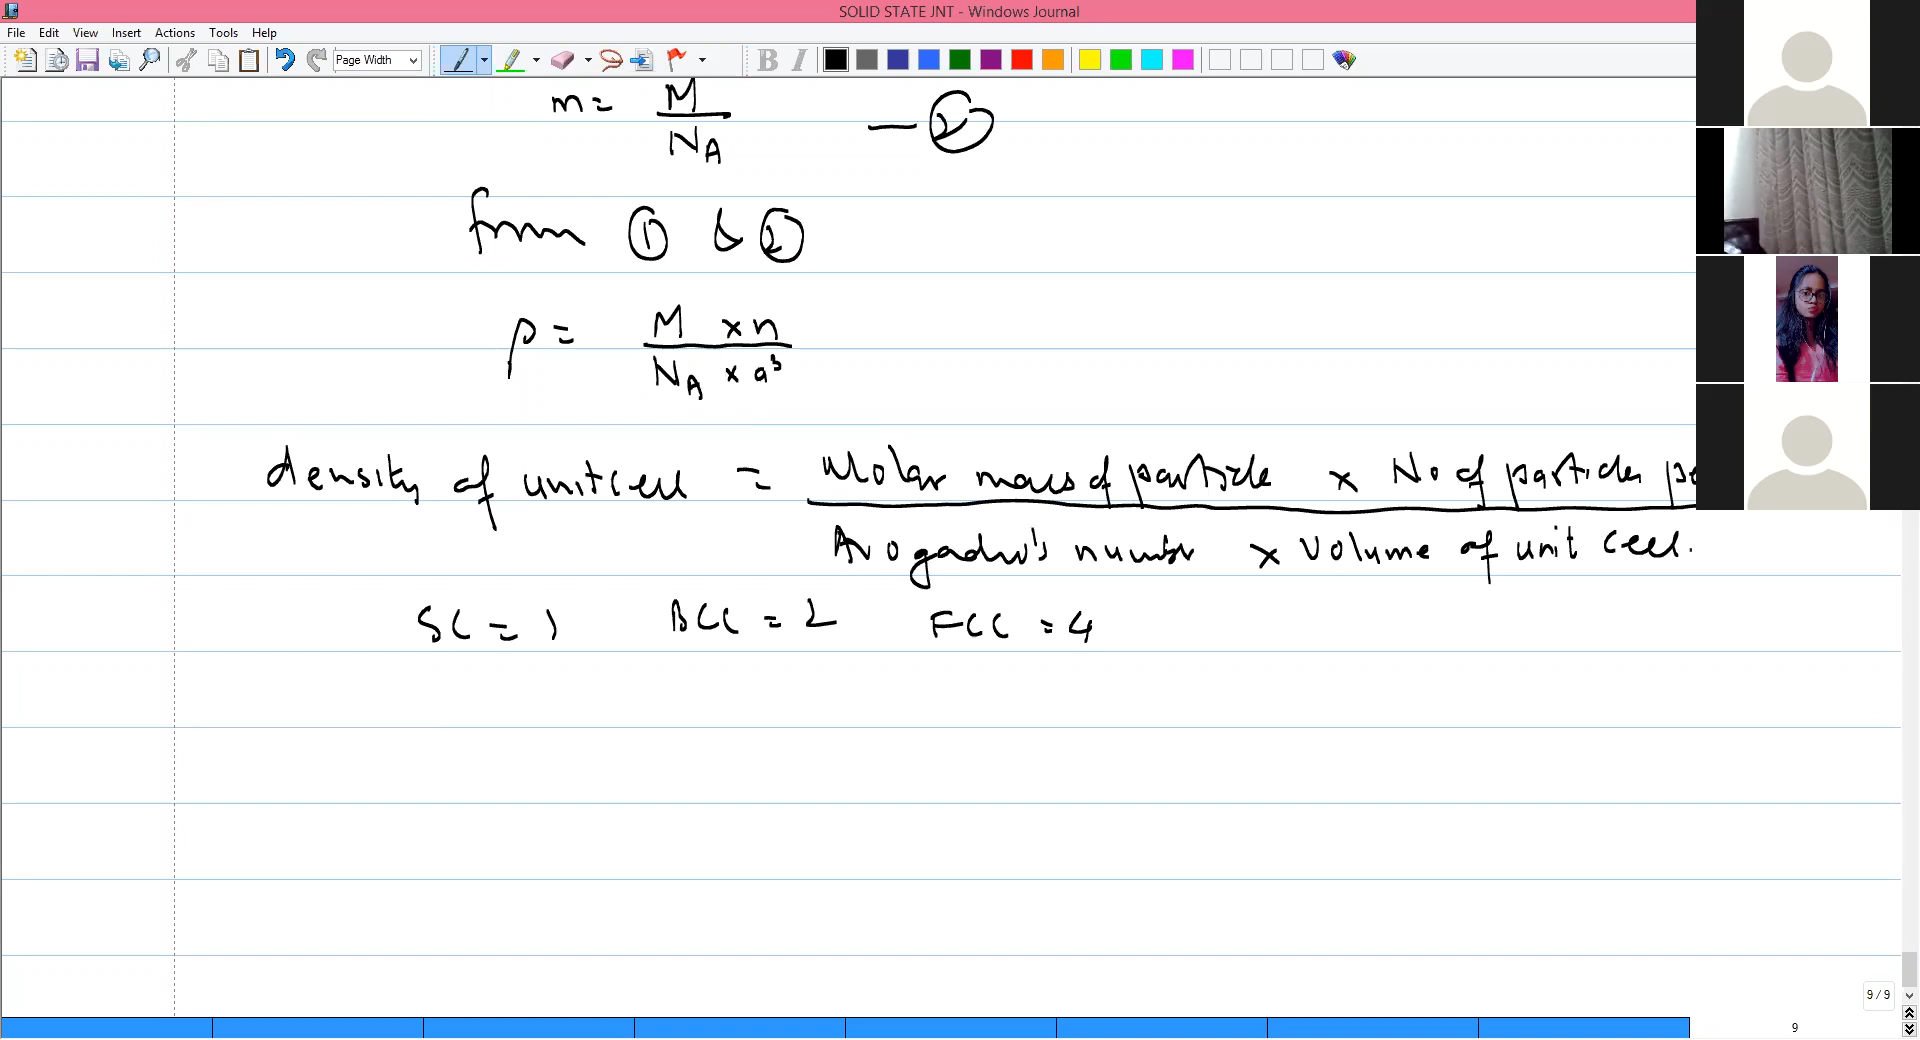 SOLID STATE JNT - Windows Journal
File Edit View Insert Actions Tools Help
Page Width
B I
m = M / N_A — ②
from ① & ②
ρ = M × n / N_A × a³
density of unit cell = Molar mass of particle × No of particles
Avogadro's number × Volume of unit cell.
SC = 1 BCC = 2 FCC = 4
9 / 9
9